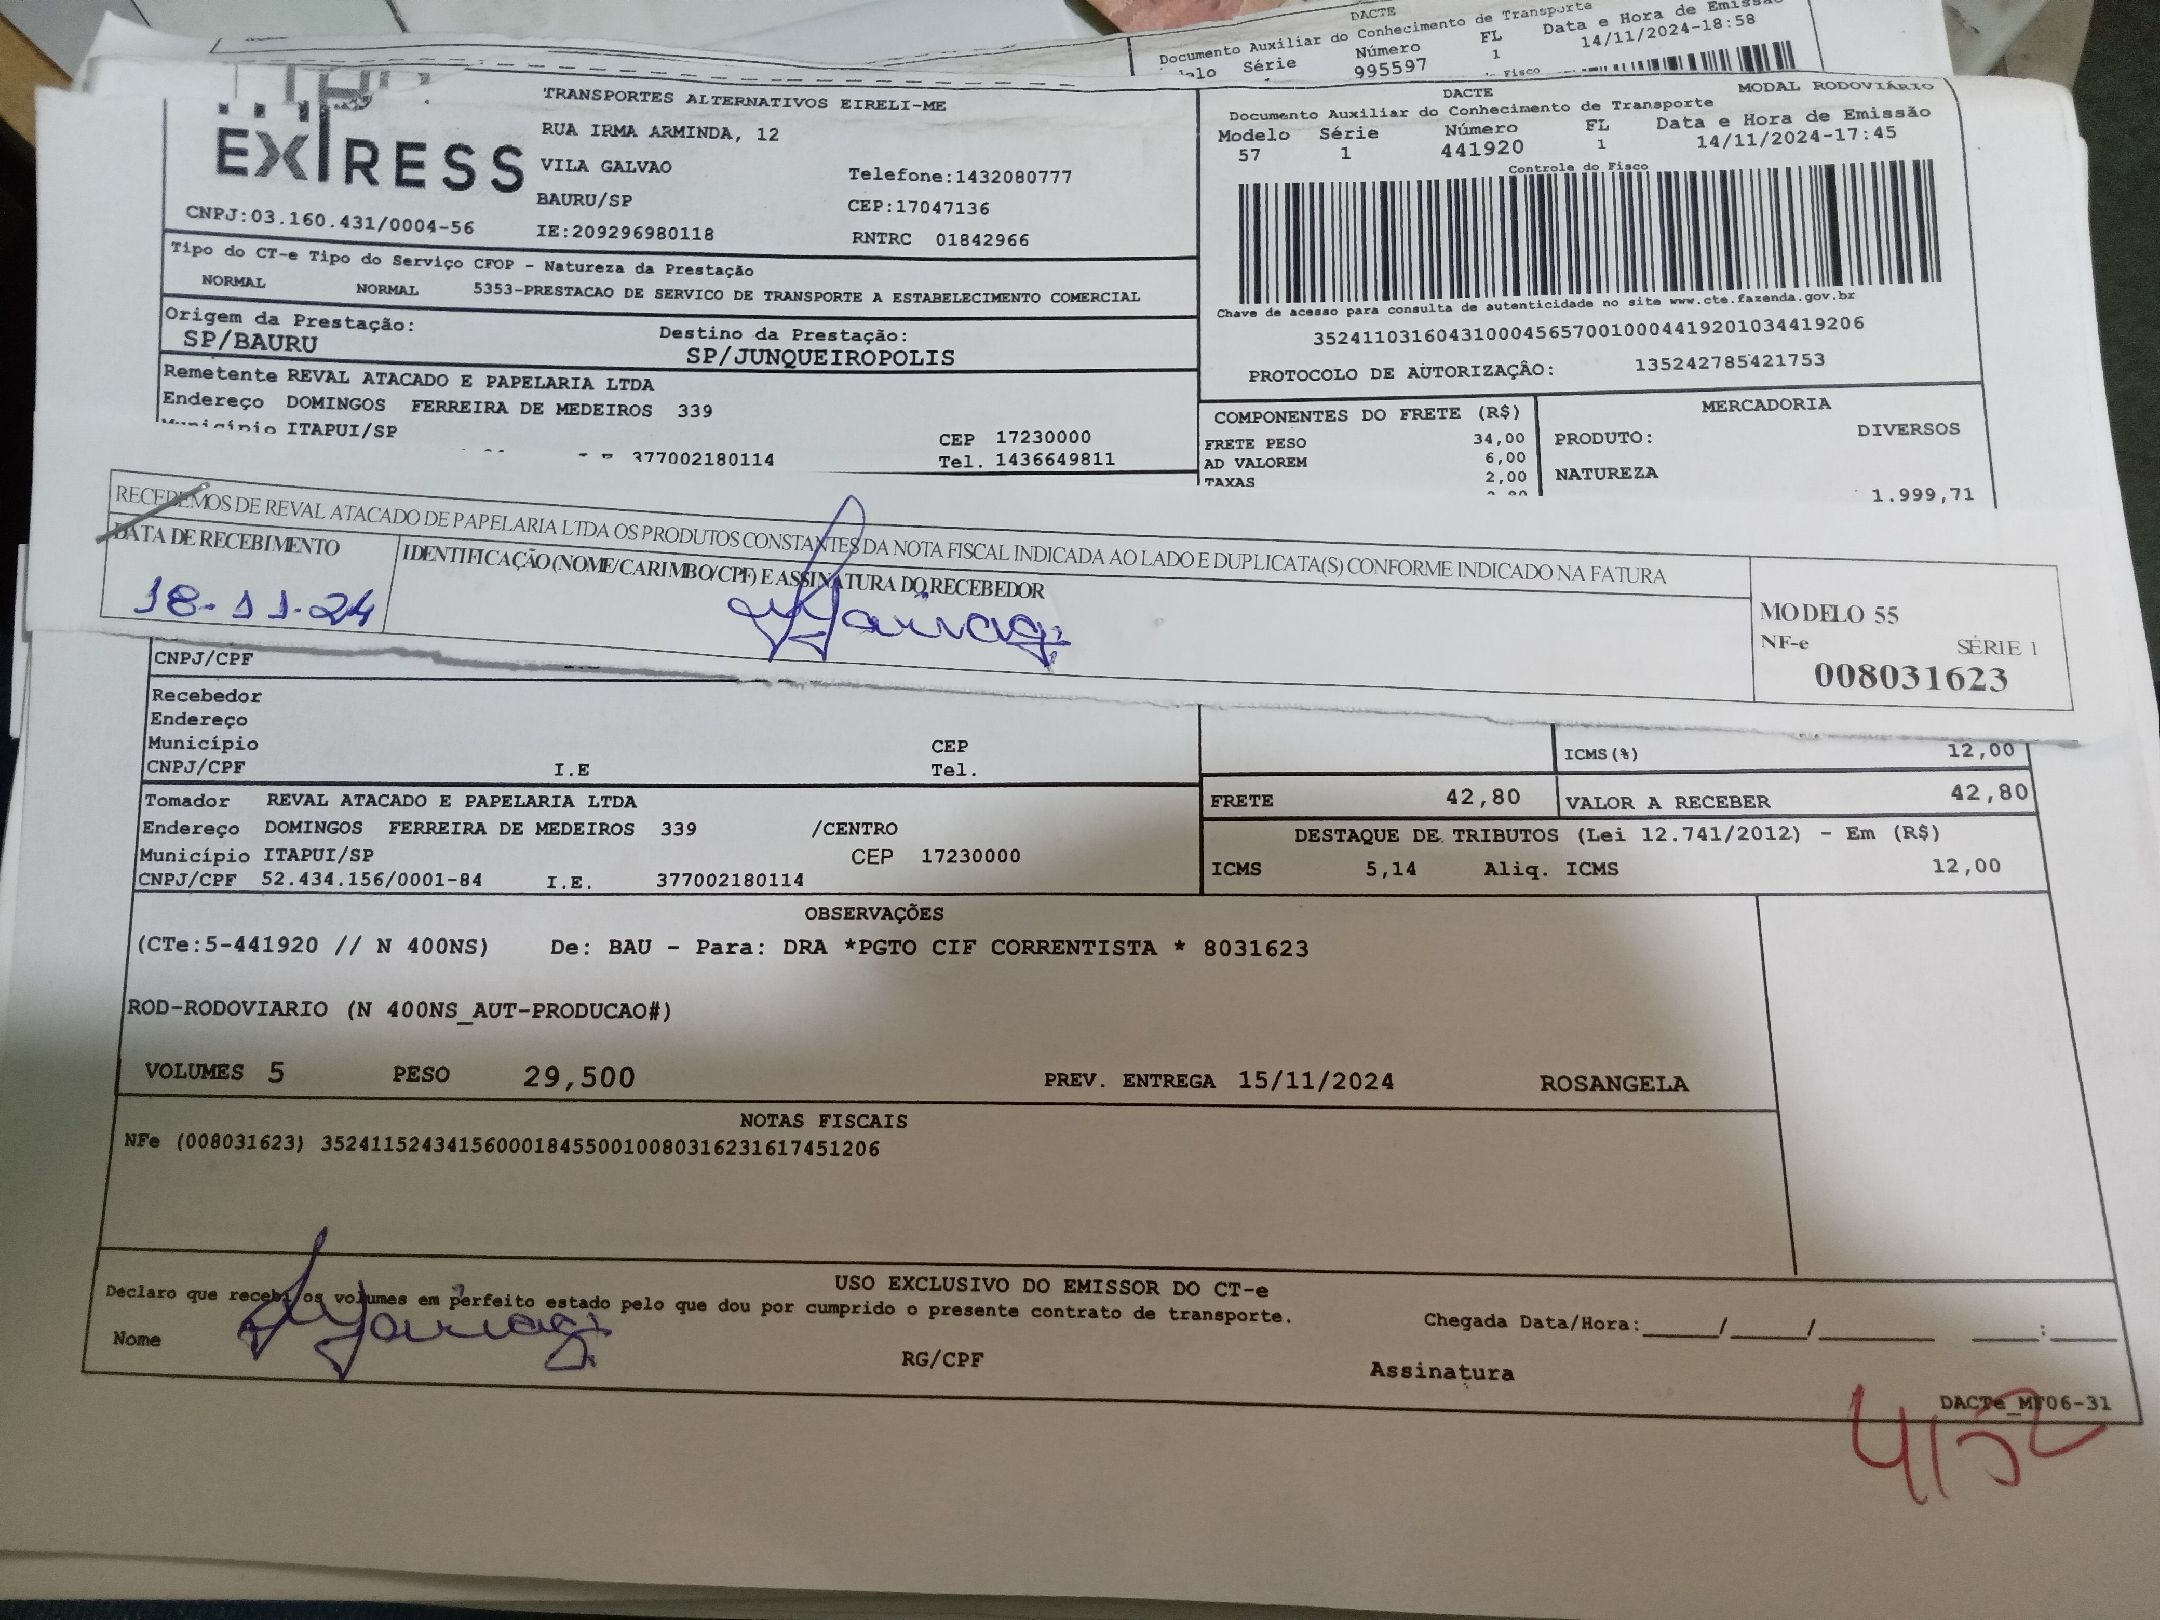 DACTE
Documento Auxiliar do Conhecimento de Transporte
Série Número FL Data e Hora de Emissão
995597 1 14/11/2024-18:58
Fisco
EXPRESS
CNPJ:03.160.431/0004-56
TRANSPORTES ALTERNATIVOS EIRELI-ME
RUA IRMA ARMINDA, 12
VILA GALVAO
Telefone:1432080777
BAURU/SP
CEP:17047136
IE:209296980118
RNTRC 01842966
DACTE
MODAL RODOVIÁRIO
Documento Auxiliar do Conhecimento de Transporte
Modelo Série Número FL Data e Hora de Emissão
57 1 441920 1 14/11/2024-17:45
Controle do Fisco
Chave de acesso para consulta de autenticidade no site www.cte.fazenda.gov.br
35241103160431000456570010004419201034419206
PROTOCOLO DE AUTORIZAÇÃO: 135242785421753
Tipo do CT-e Tipo do Serviço CFOP - Natureza da Prestação
NORMAL NORMAL 5353-PRESTACAO DE SERVICO DE TRANSPORTE A ESTABELECIMENTO COMERCIAL
Origem da Prestação: Destino da Prestação:
SP/BAURU SP/JUNQUEIROPOLIS
Remetente REVAL ATACADO E PAPELARIA LTDA
Endereço DOMINGOS FERREIRA DE MEDEIROS 339
Município ITAPUI/SP CEP 17230000
377002180114 Tel. 1436649811
COMPONENTES DO FRETE (R$)
FRETE PESO 34,00
AD VALOREM 6,00
TAXAS 2,00
MERCADORIA
PRODUTO: DIVERSOS
NATUREZA
1.999,71
RECEBEMOS DE REVAL ATACADO DE PAPELARIA LTDA OS PRODUTOS CONSTANTES DA NOTA FISCAL INDICADA AO LADO E DUPLICATA(S) CONFORME INDICADO NA FATURA
DATA DE RECEBIMENTO
18-11-24
IDENTIFICAÇÃO (NOME/CARIMBO/CPF) E ASSINATURA DO RECEBEDOR
MODELO 55
NF-e SÉRIE 1
008031623
CNPJ/CPF
Recebedor
Endereço
Município CEP
CNPJ/CPF I.E Tel.
ICMS(%) 12,00
Tomador REVAL ATACADO E PAPELARIA LTDA
Endereço DOMINGOS FERREIRA DE MEDEIROS 339 /CENTRO
Município ITAPUI/SP CEP 17230000
CNPJ/CPF 52.434.156/0001-84 I.E. 377002180114
FRETE 42,80 VALOR A RECEBER 42,80
DESTAQUE DE TRIBUTOS (Lei 12.741/2012) - Em (R$)
ICMS 5,14 Aliq. ICMS 12,00
OBSERVAÇÕES
(CTe:5-441920 // N 400NS) De: BAU - Para: DRA *PGTO CIF CORRENTISTA * 8031623
ROD-RODOVIARIO (N 400NS_AUT-PRODUCAO#)
VOLUMES 5 PESO 29,500 PREV. ENTREGA 15/11/2024 ROSANGELA
NOTAS FISCAIS
NFe (008031623) 35241152434156000184550010080316231617451206
USO EXCLUSIVO DO EMISSOR DO CT-e
Declaro que recebi os volumes em perfeito estado pelo que dou por cumprido o presente contrato de transporte.
Chegada Data/Hora:_____/_____/_______ ____:_____
Nome RG/CPF Assinatura
DACTe_MT06-31
4152